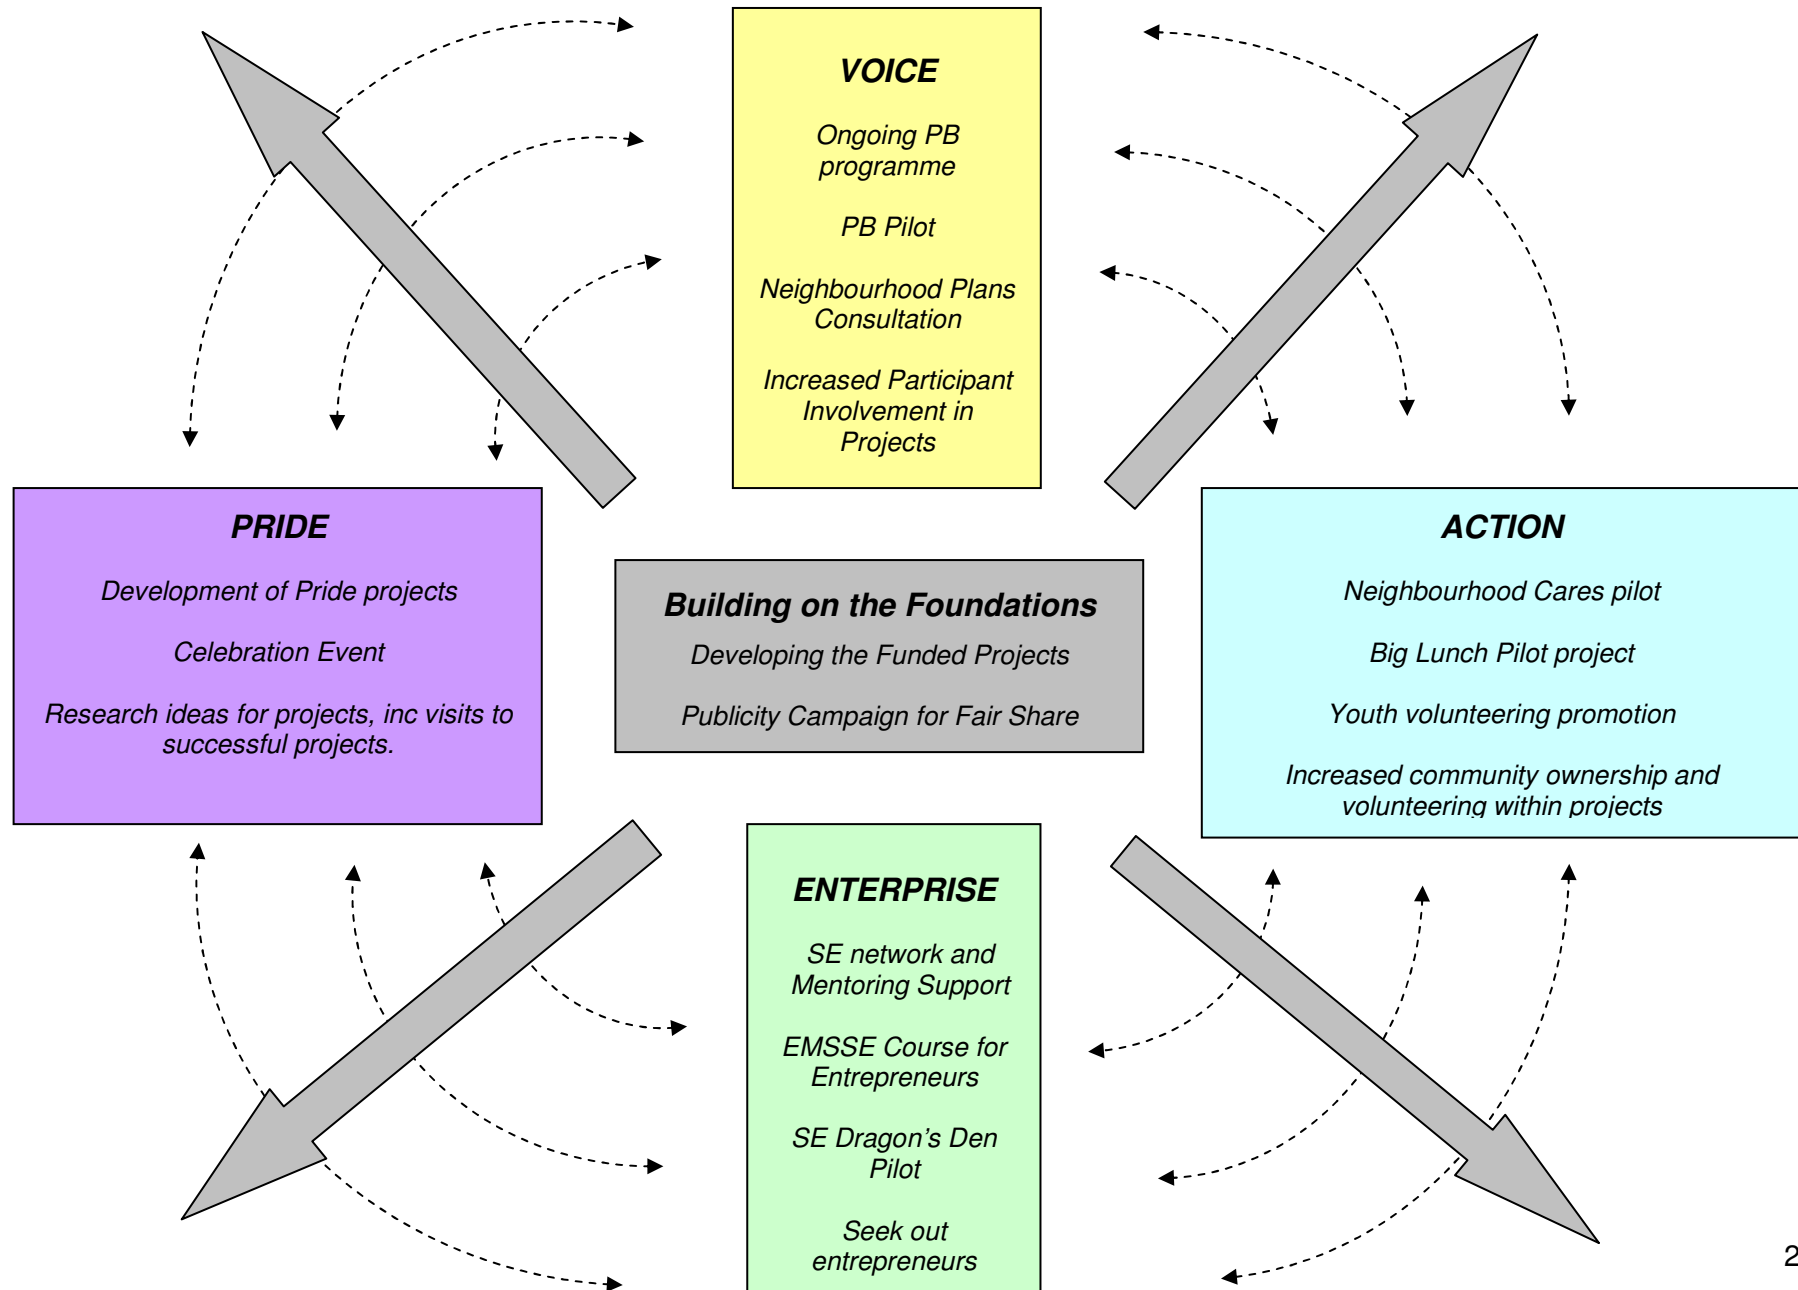 VOICE
Ongoing PB
programme
PB Pilot
Neighbourhood Plans
Consultation
Increased Participant
Involvement in
Projects
PRIDE
Development of Pride projects
Celebration Event
Research ideas for projects, inc visits to
successful projects.
Building on the Foundations
Developing the Funded Projects
Publicity Campaign for Fair Share
ACTION
Neighbourhood Cares pilot
Big Lunch Pilot project
Youth volunteering promotion
Increased community ownership and
volunteering within projects
ENTERPRISE
SE network and
Mentoring Support
EMSSE Course for
Entrepreneurs
SE Dragon's Den
Pilot
Seek out
entrepreneurs
2